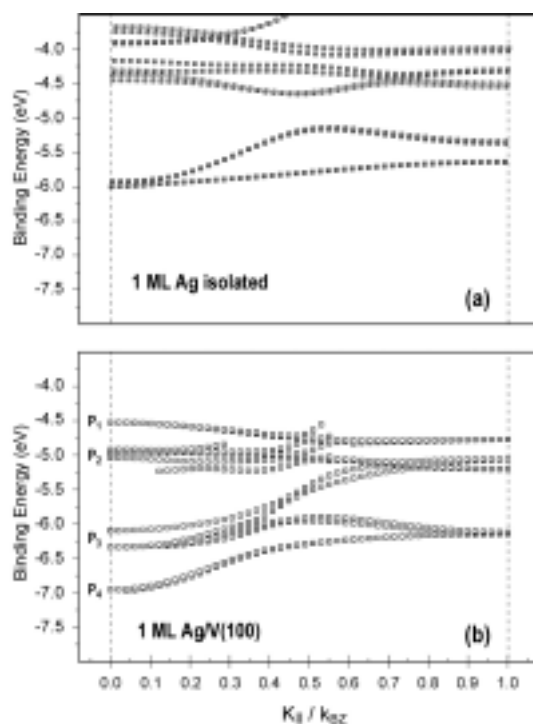 -4.0
-4.5
-5.0
-5.5
-6.0
-6.5
-7.0
-7.5
Binding Energy (eV)
1 ML Ag isolated
(a)
-4.0
-4.5
-5.0
-5.5
-6.0
-6.5
-7.0
-7.5
Binding Energy (eV)
P1
P2
P3
P4
1 ML Ag/V(100)
(b)
0.0 0.1 0.2 0.3 0.4 0.5 0.6 0.7 0.8 0.9 1.0
K|| / kBZ